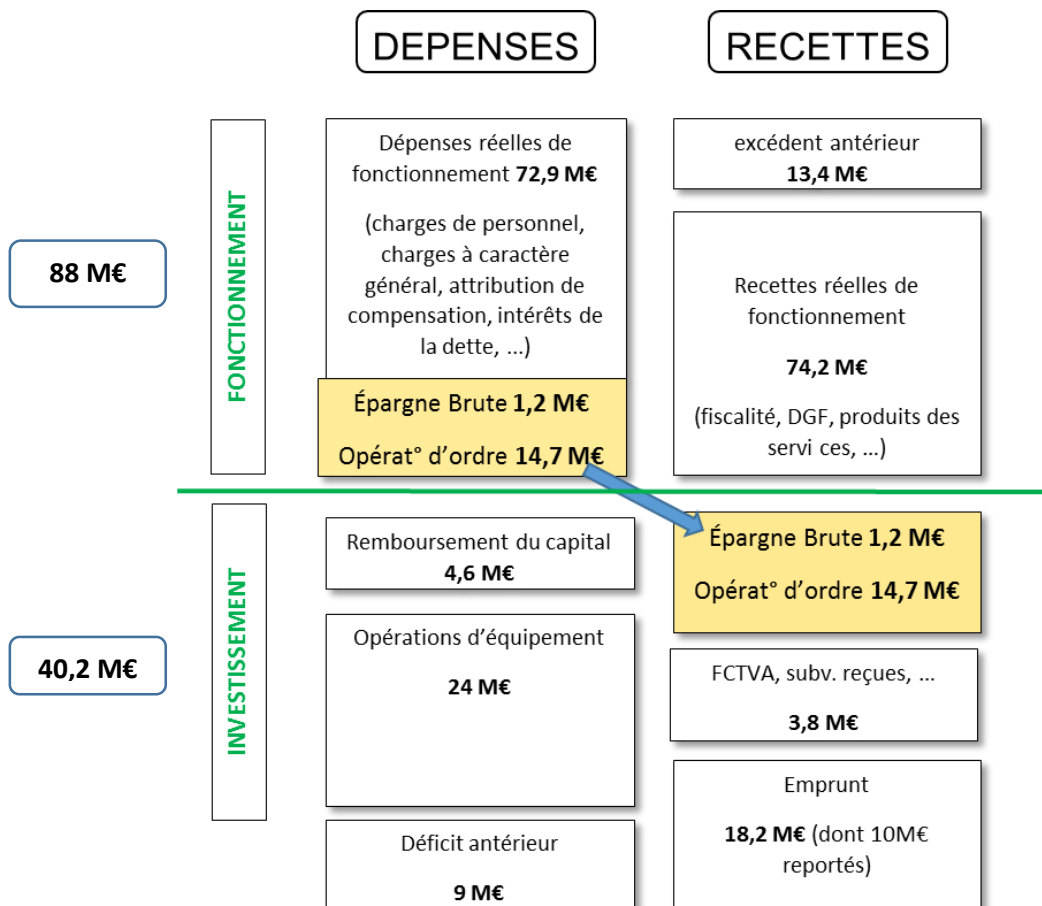 DEPENSES
RECETTES
88 M€
FONCTIONNEMENT
Dépenses réelles de
fonctionnement 72,9 M€
(charges de personnel,
charges à caractère
général, attribution de
compensation, intérêts de
la dette, ...)
Épargne Brute 1,2 M€
Opérat° d'ordre 14,7 M€
excédent antérieur
13,4 M€
Recettes réelles de
fonctionnement
74,2 M€
(fiscalité, DGF, produits des
servi ces, ...)
40,2 M€
INVESTISSEMENT
Remboursement du capital
4,6 M€
Opérations d'équipement
24 M€
Déficit antérieur
9 M€
Épargne Brute 1,2 M€
Opérat° d'ordre 14,7 M€
FCTVA, subv. reçues, ...
3,8 M€
Emprunt
18,2 M€ (dont 10M€
reportés)